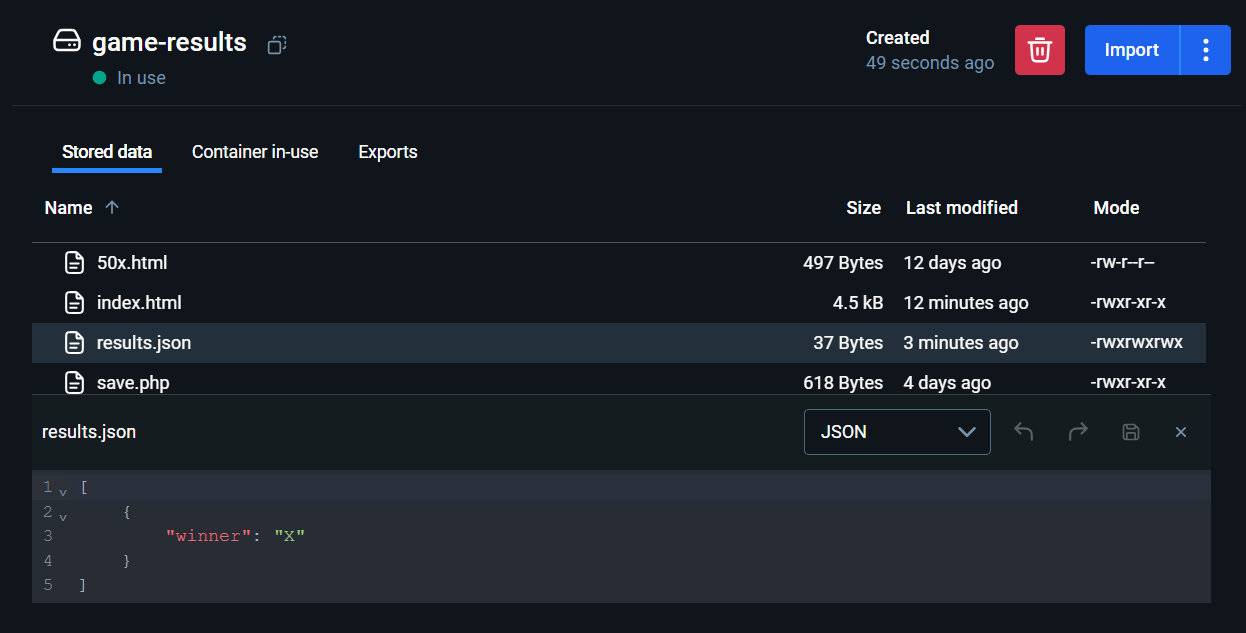 game-results
In use
Created
49 seconds ago
Import
Stored data Container in-use Exports
Name Size Last modified Mode
50x.html 497 Bytes 12 days ago -rw-r--r--
index.html 4.5 kB 12 minutes ago -rwxr-xr-x
results.json 37 Bytes 3 minutes ago -rwxrwxrwx
save.php 618 Bytes 4 days ago -rwxr-xr-x
results.json JSON
1 [
2 {
3 "winner": "X"
4 }
5 ]